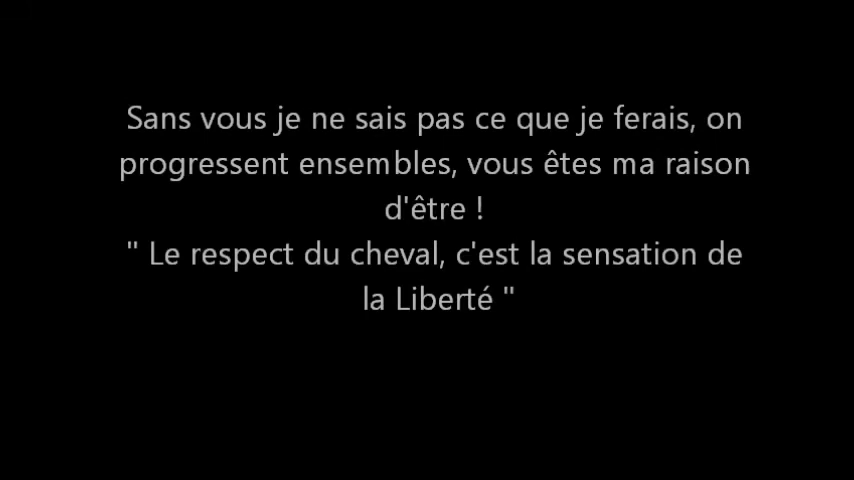 Sans vous je ne sais pas ce que je ferais, on
progressent ensembles, vous êtes ma raison
d'être !
" Le respect du cheval, c'est la sensation de
la Liberté "